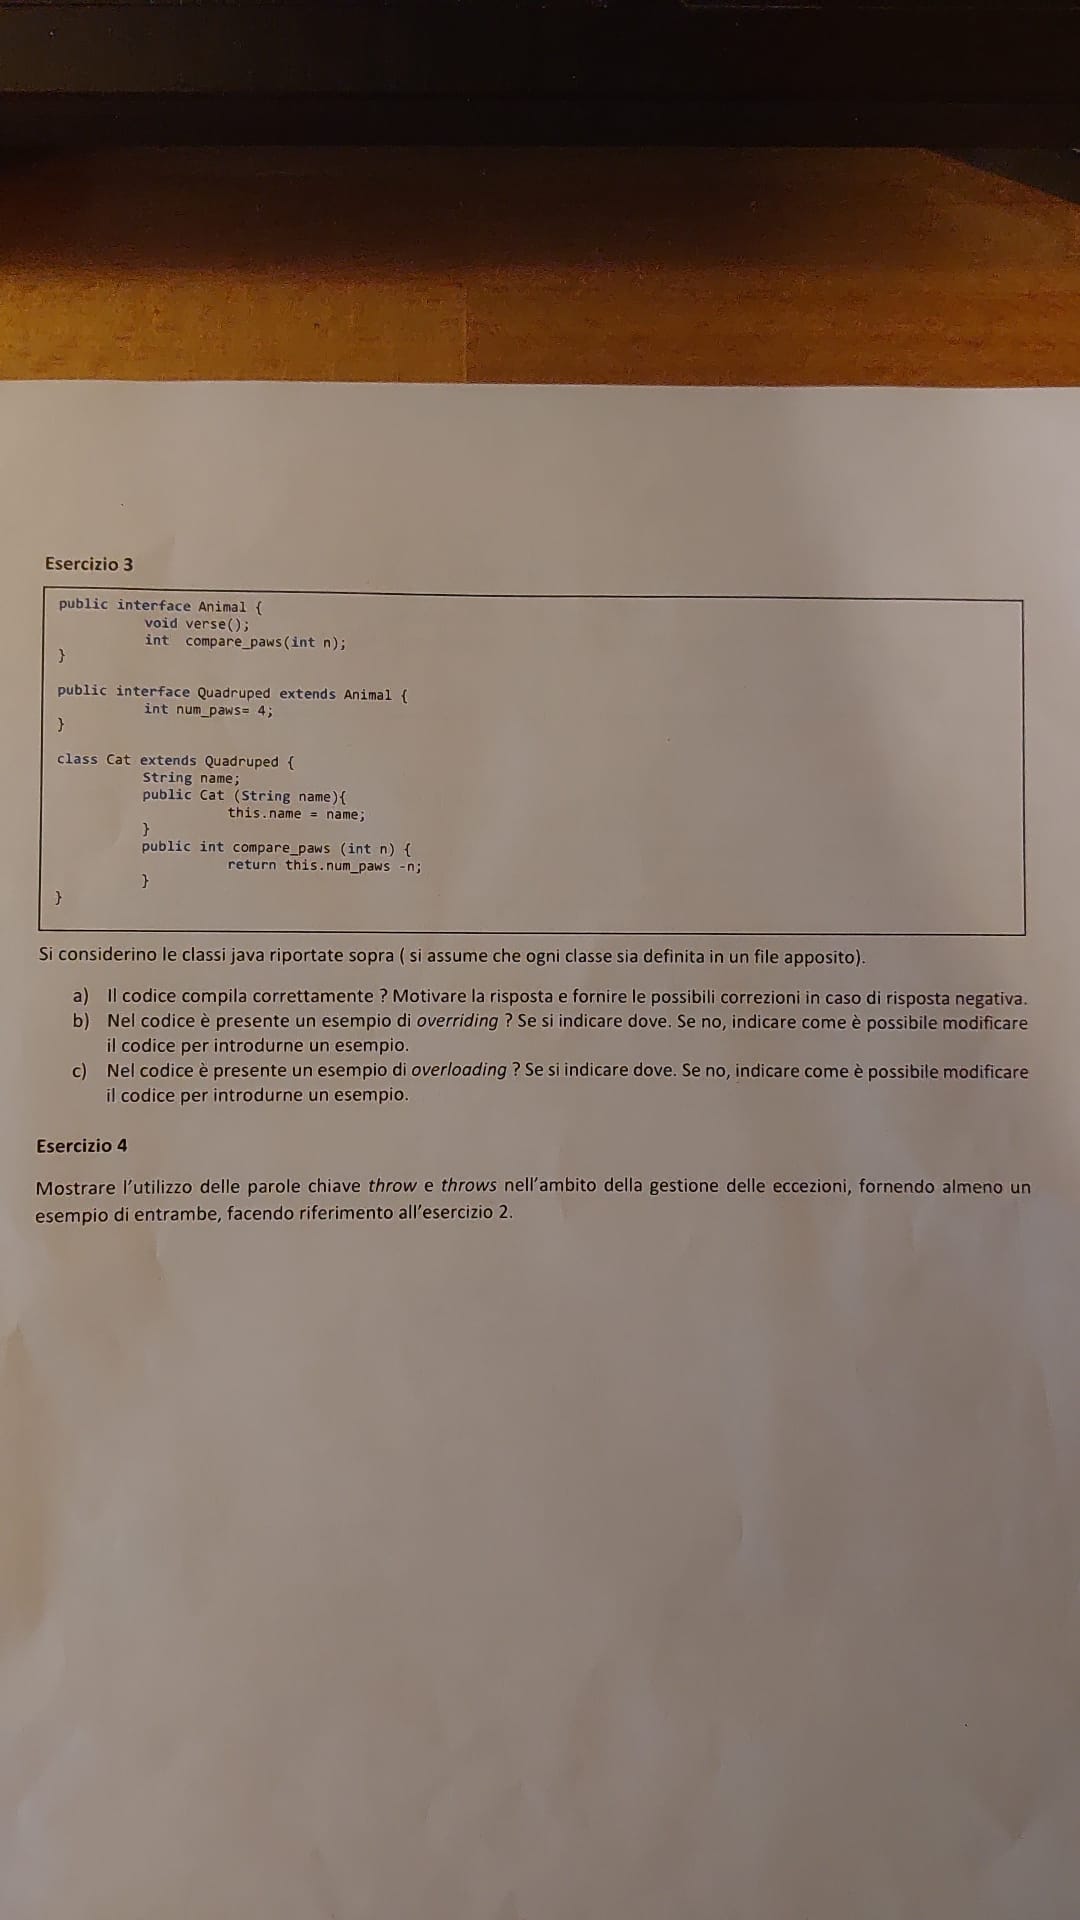 Esercizio 3
public interface Animal {
void verse();
int compare_paws(int n);
}
public interface Quadruped extends Animal {
int num_paws= 4;
}
class Cat extends Quadruped {
String name;
public Cat (String name){
this.name = name;
}
public int compare_paws (int n) {
return this.num_paws -n;
}
}
Si considerino le classi java riportate sopra ( si assume che ogni classe sia definita in un file apposito).
a) Il codice compila correttamente ? Motivare la risposta e fornire le possibili correzioni in caso di risposta negativa.
b) Nel codice è presente un esempio di overriding ? Se si indicare dove. Se no, indicare come è possibile modificare
il codice per introdurne un esempio.
c) Nel codice è presente un esempio di overloading ? Se si indicare dove. Se no, indicare come è possibile modificare
il codice per introdurne un esempio.
Esercizio 4
Mostrare l'utilizzo delle parole chiave throw e throws nell'ambito della gestione delle eccezioni, fornendo almeno un
esempio di entrambe, facendo riferimento all'esercizio 2.